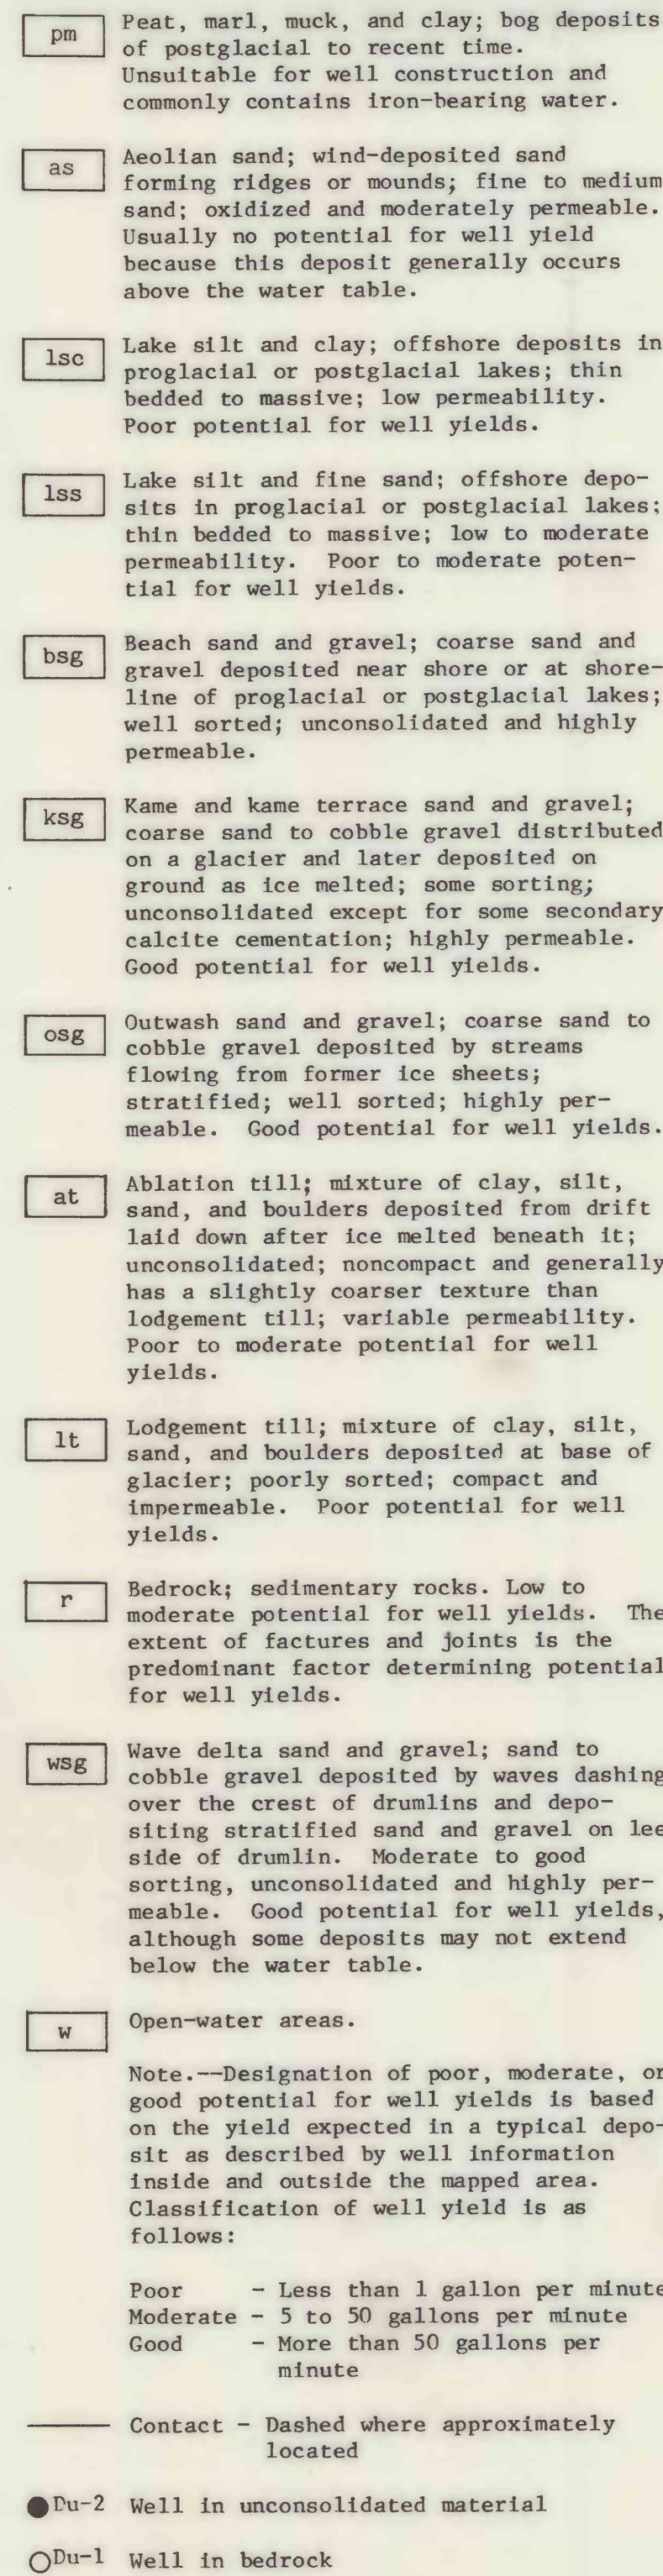 pm Peat, marl, muck, and clay; bog deposits
of postglacial to recent time.
Unsuitable for well construction and
commonly contains iron-bearing water.
as Aeolian sand; wind-deposited sand
forming ridges or mounds; fine to medium
sand; oxidized and moderately permeable.
Usually no potential for well yield
because this deposit generally occurs
above the water table.
lsc Lake silt and clay; offshore deposits in
proglacial or postglacial lakes; thin
bedded to massive; low permeability.
Poor potential for well yields.
lss Lake silt and fine sand; offshore depo-
sits in proglacial or postglacial lakes;
thin bedded to massive; low to moderate
permeability. Poor to moderate poten-
tial for well yields.
bsg Beach sand and gravel; coarse sand and
gravel deposited near shore or at shore-
line of proglacial or postglacial lakes;
well sorted; unconsolidated and highly
permeable.
ksg Kame and kame terrace sand and gravel;
coarse sand to cobble gravel distributed
on a glacier and later deposited on
ground as ice melted; some sorting;
unconsolidated except for some secondary
calcite cementation; highly permeable.
Good potential for well yields.
osg Outwash sand and gravel; coarse sand to
cobble gravel deposited by streams
flowing from former ice sheets;
stratified; well sorted; highly per-
meable. Good potential for well yields.
at Ablation till; mixture of clay, silt,
sand, and boulders deposited from drift
laid down after ice melted beneath it;
unconsolidated; noncompact and generally
has a slightly coarser texture than
lodgement till; variable permeability.
Poor to moderate potential for well
yields.
lt Lodgement till; mixture of clay, silt,
sand, and boulders deposited at base of
glacier; poorly sorted; compact and
impermeable. Poor potential for well
yields.
r Bedrock; sedimentary rocks. Low to
moderate potential for well yields. The
extent of factures and joints is the
predominant factor determining potential
for well yields.
wsg Wave delta sand and gravel; sand to
cobble gravel deposited by waves dashing
over the crest of drumlins and depo-
siting stratified sand and gravel on lee
side of drumlin. Moderate to good
sorting, unconsolidated and highly per-
meable. Good potential for well yields,
although some deposits may not extend
below the water table.
w Open-water areas.
Note.--Designation of poor, moderate, or
good potential for well yields is based
on the yield expected in a typical depo-
sit as described by well information
inside and outside the mapped area.
Classification of well yield is as
follows:
Poor - Less than 1 gallon per minute
Moderate - 5 to 50 gallons per minute
Good - More than 50 gallons per
minute
Contact - Dashed where approximately
located
Du-2 Well in unconsolidated material
Du-1 Well in bedrock